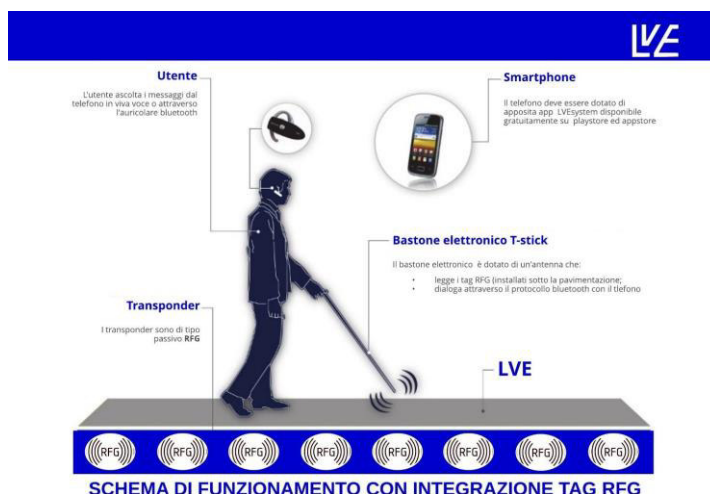 LVE
Utente
L'utente ascolta i messaggi dal
telefono in viva voce o attraverso
l'auricolare bluetooth
Smartphone
Il telefono deve essere dotato di
apposita app LVEsystem disponibile
gratuitamente su playstore ed appstore
Bastone elettronico T-stick
Il bastone elettronico è dotato di un'antenna che:
• legge i tag RFG (installati sotto la pavimentazione;
• dialoga attraverso il protocollo bluetooth con il tlefono
Transponder
I transponder sono di tipo
passivo RFG
LVE
RFG RFG RFG RFG RFG RFG RFG RFG
SCHEMA DI FUNZIONAMENTO CON INTEGRAZIONE TAG RFG